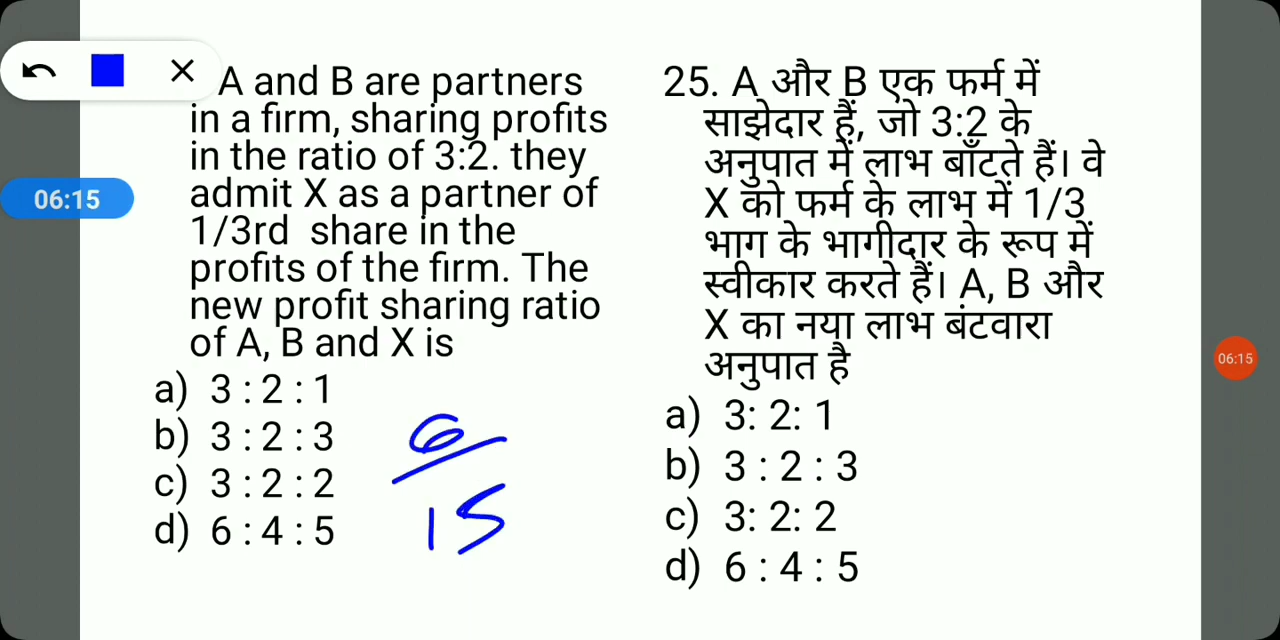 A and B are partners
in a firm, sharing profits
in the ratio of 3:2. they
admit X as a partner of
1/3rd share in the
profits of the firm. The
new profit sharing ratio
of A, B and X is
a) 3 : 2 : 1
b) 3 : 2 : 3
c) 3 : 2 : 2
d) 6 : 4 : 5
6
15
25. A और B एक फर्म में
साझेदार हैं, जो 3:2 के
अनुपात में लाभ बाँटते हैं। वे
X को फर्म के लाभ में 1/3
भाग के भागीदार के रूप में
स्वीकार करते हैं। A, B और
X का नया लाभ बंटवारा
अनुपात है
a) 3: 2: 1
b) 3 : 2 : 3
c) 3: 2: 2
d) 6 : 4 : 5
06:15
06:15